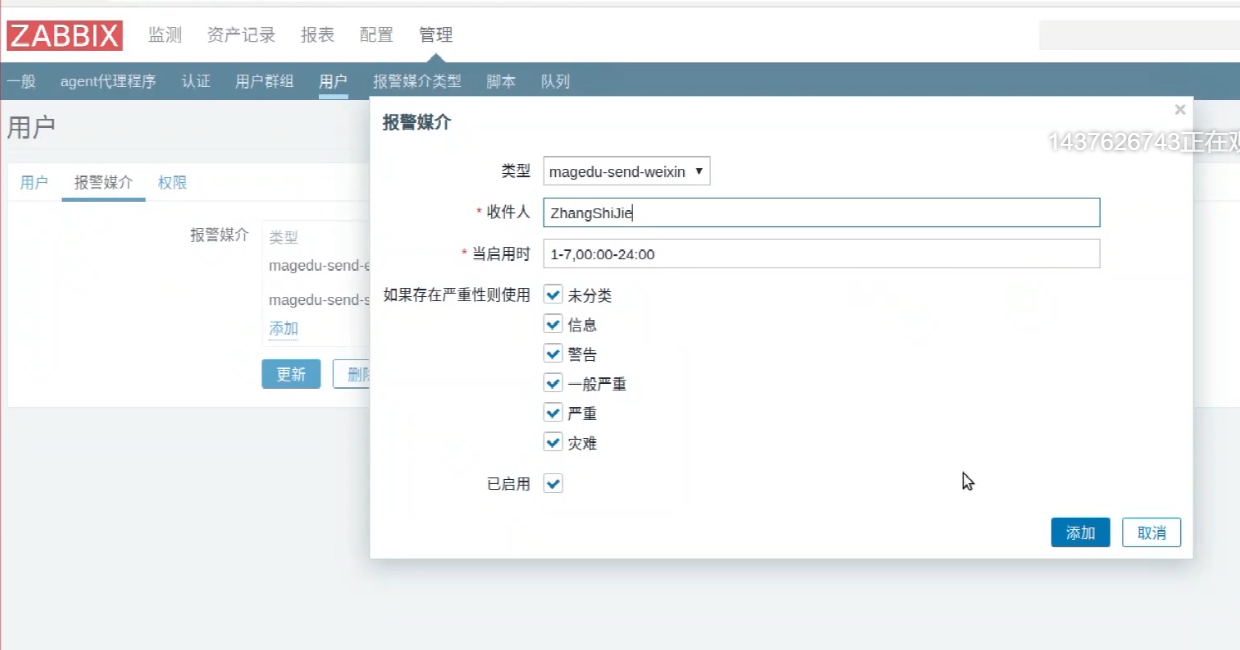 ZABBIX 监测 资产记录 报表 配置 管理
一般 agent代理程序 认证 用户群组 用户 报警媒介类型 脚本 队列
用户
报警媒介
1437626743正在观
类型 magedu-send-weixin
用户 报警媒介 权限
* 收件人 ZhangShiJie
报警媒介 类型
* 当启用时 1-7,00:00-24:00
magedu-send-e
如果存在严重性则使用 未分类
magedu-send-s
信息
添加
警告
更新 删除
一般严重
严重
灾难
已启用
添加 取消